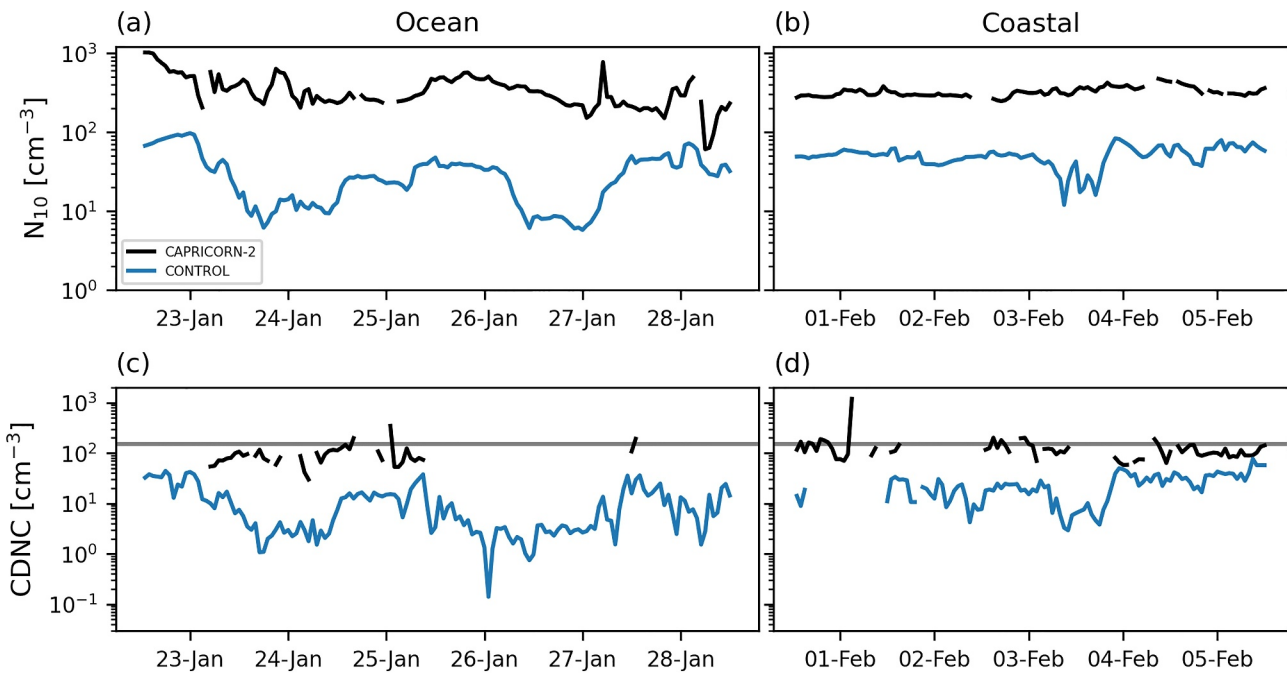 (a) Ocean
(b) Coastal
N₁₀ [cm⁻³]
10³
10²
10¹
10⁰
CAPRICORN-2
CONTROL
23-Jan 24-Jan 25-Jan 26-Jan 27-Jan 28-Jan
01-Feb 02-Feb 03-Feb 04-Feb 05-Feb
(c)
(d)
CDNC [cm⁻³]
10³
10²
10¹
10⁰
10⁻¹
23-Jan 24-Jan 25-Jan 26-Jan 27-Jan 28-Jan
01-Feb 02-Feb 03-Feb 04-Feb 05-Feb